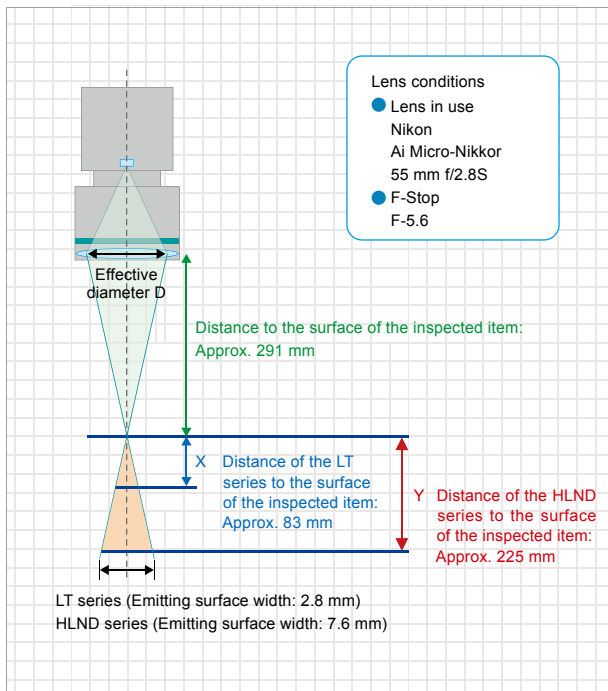 Lens conditions
Lens in use
Nikon
Ai Micro-Nikkor
55 mm f/2.8S
F-Stop
F-5.6
Effective
diameter D
Distance to the surface of the inspected item:
Approx. 291 mm
X Distance of the LT
series to the surface
of the inspected item:
Approx. 83 mm
Y Distance of the HLND
series to the surface
of the inspected item:
Approx. 225 mm
LT series (Emitting surface width: 2.8 mm)
HLND series (Emitting surface width: 7.6 mm)